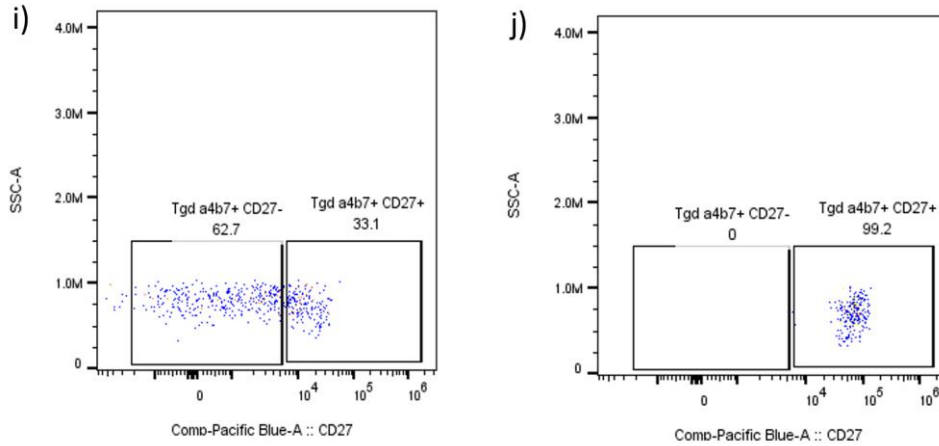 i)
4.0M
3.0M
2.0M
1.0M
0
SSC-A
Tgd a4b7+ CD27-
62.7
Tgd a4b7+ CD27+
33.1
0
10^4
10^5
10^6
Comp-Pacific Blue-A :: CD27
j)
4.0M
3.0M
2.0M
1.0M
0
SSC-A
Tgd a4b7+ CD27-
0
Tgd a4b7+ CD27+
99.2
0
10^4
10^5
10^6
Comp-Pacific Blue-A :: CD27